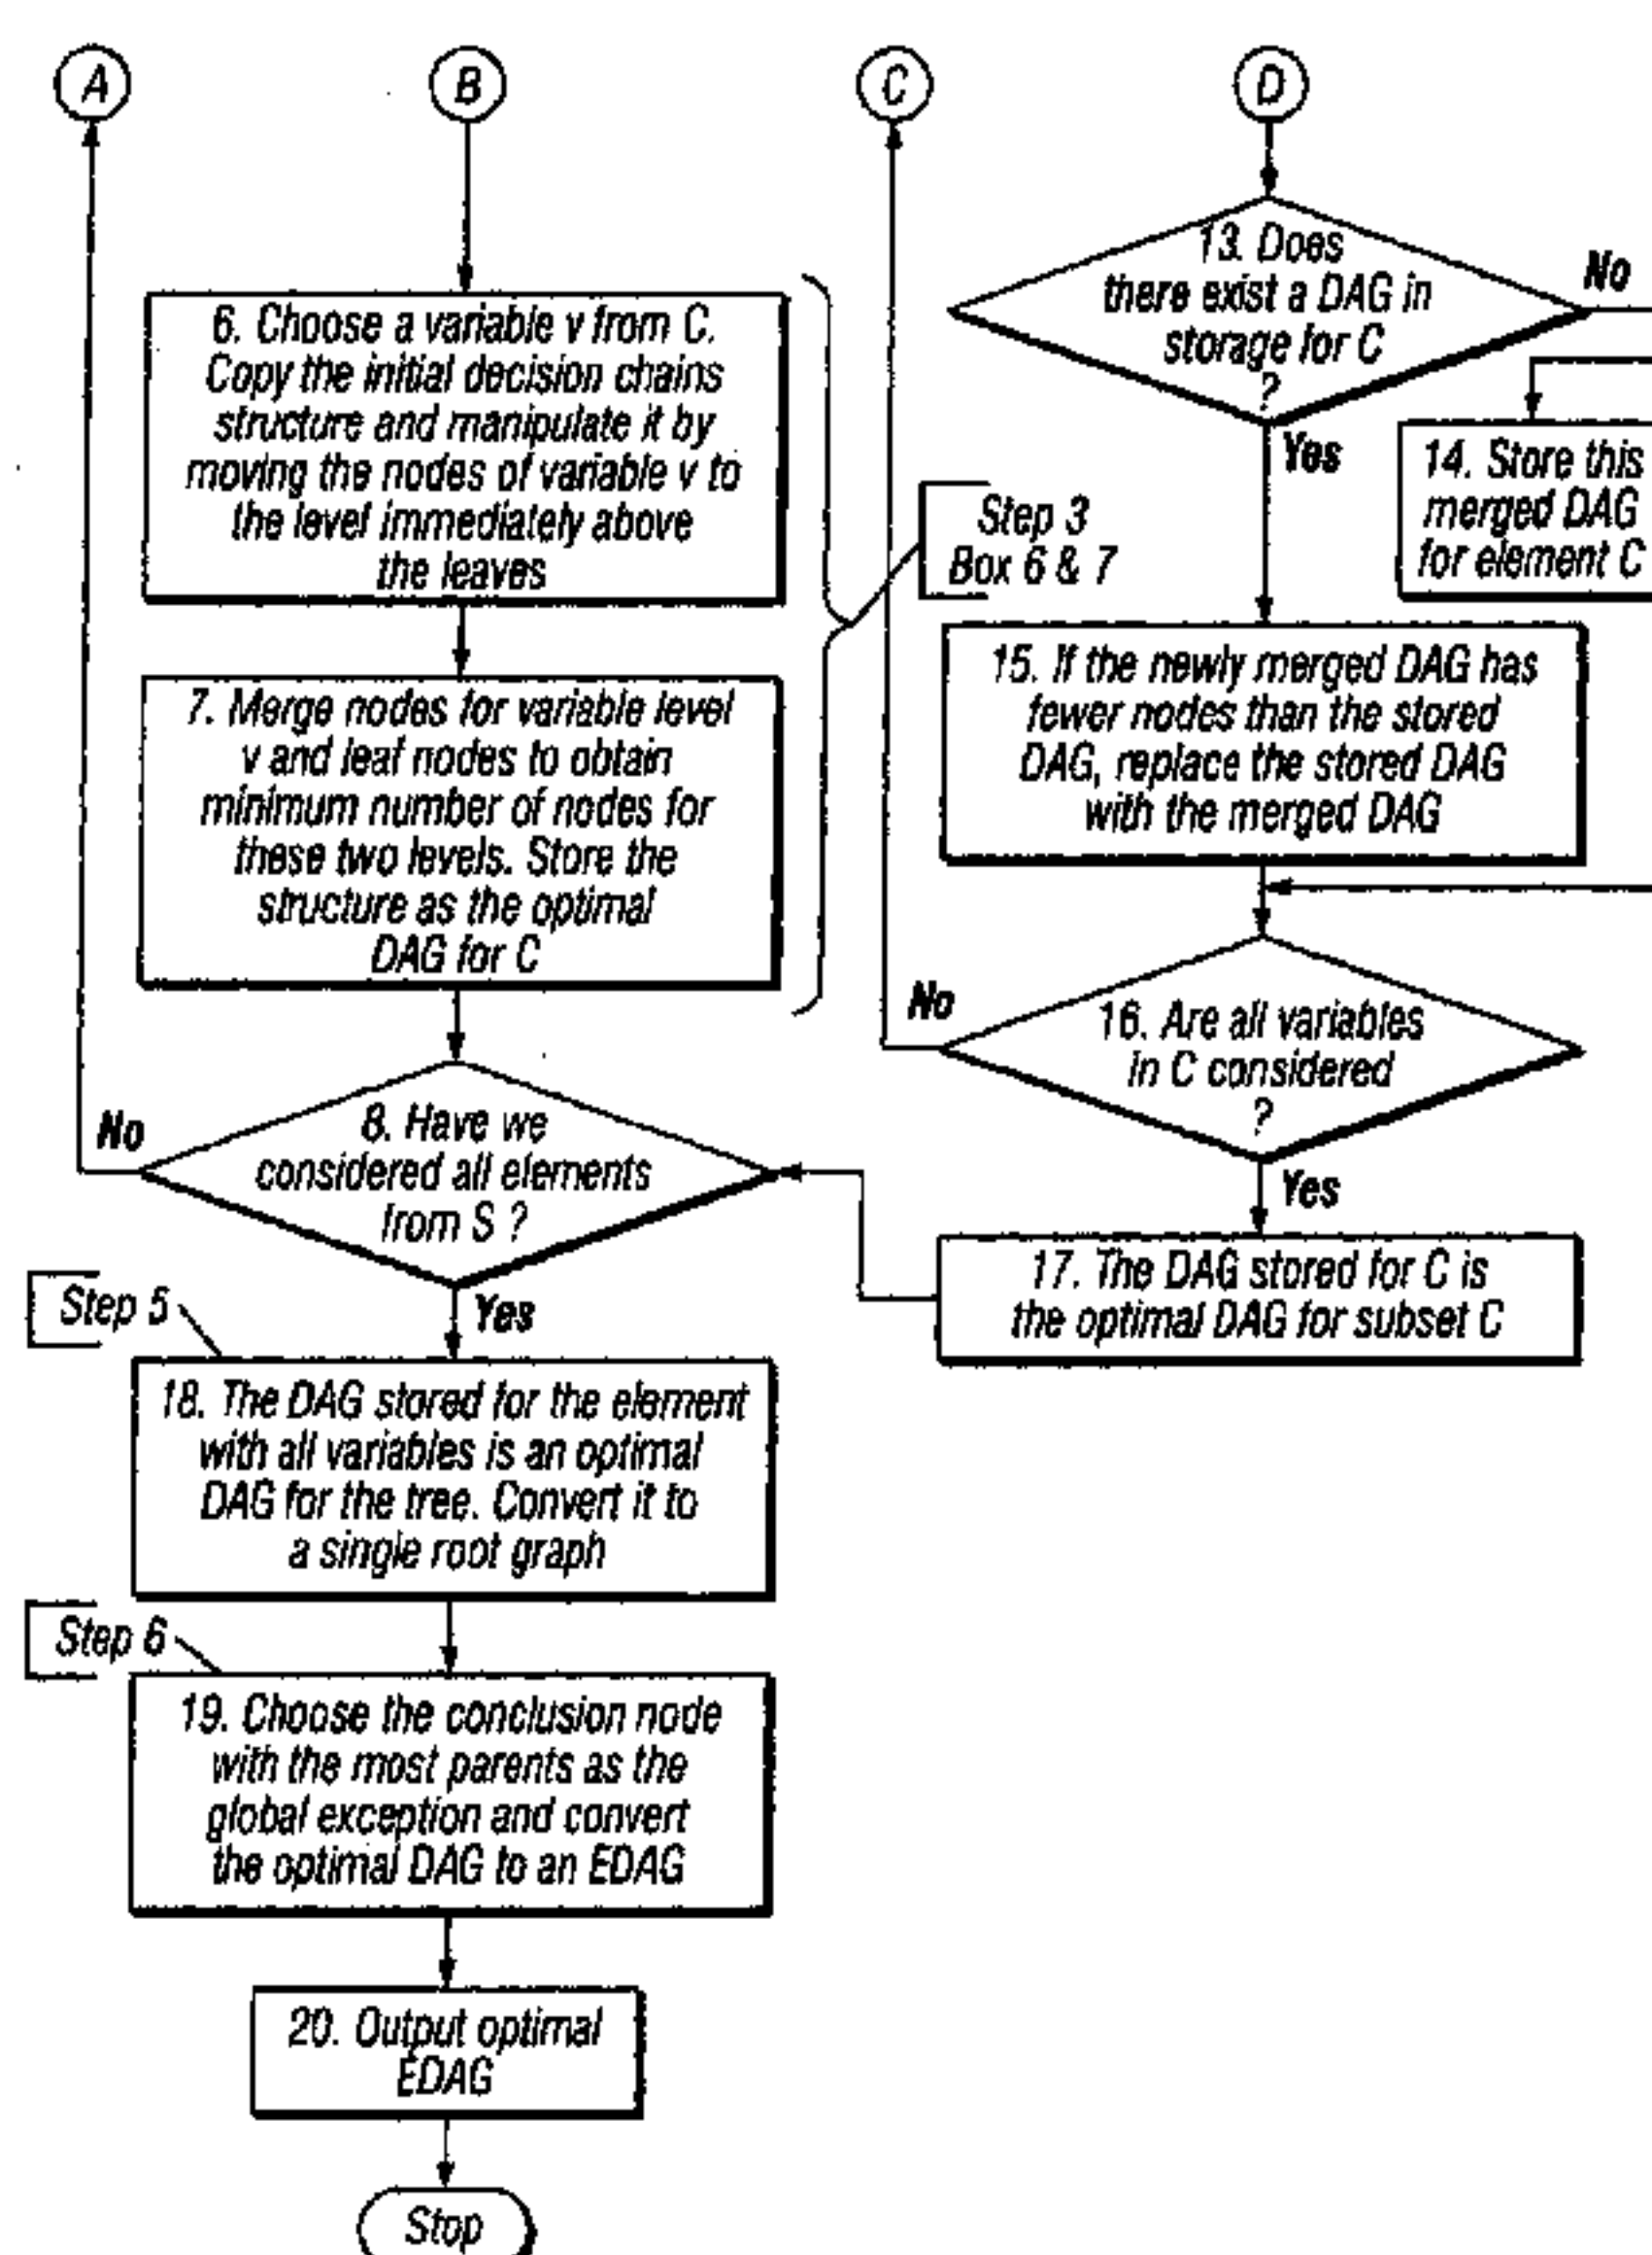 A
B
C
D
6. Choose a variable v from C.
Copy the initial decision chains
structure and manipulate it by
moving the nodes of variable v to
the level immediately above
the leaves
7. Merge nodes for variable level
v and leaf nodes to obtain
minimum number of nodes for
these two levels. Store the
structure as the optimal
DAG for C
Step 3
Box 6 & 7
No
8. Have we
considered all elements
from S ?
Yes
Step 5
18. The DAG stored for the element
with all variables is an optimal
DAG for the tree. Convert it to
a single root graph
Step 6
19. Choose the conclusion node
with the most parents as the
global exception and convert
the optimal DAG to an EDAG
20. Output optimal
EDAG
Stop
13. Does
there exist a DAG in
storage for C
?
No
Yes
14. Store this
merged DAG
for element C
15. If the newly merged DAG has
fewer nodes than the stored
DAG, replace the stored DAG
with the merged DAG
No
16. Are all variables
in C considered
?
Yes
17. The DAG stored for C is
the optimal DAG for subset C